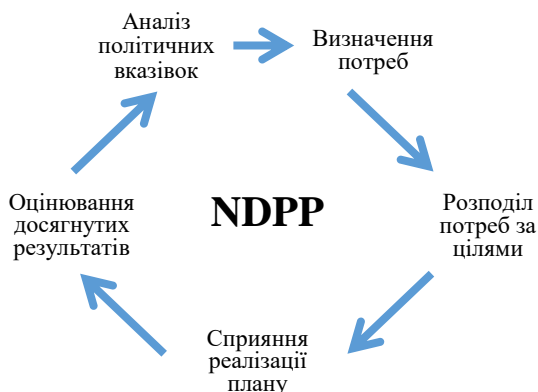 Аналіз
політичних
вказівок
Визначення
потреб
Розподіл
потреб за
цілями
Сприяння
реалізації
плану
Оцінювання
досягнутих
результатів
NDPP